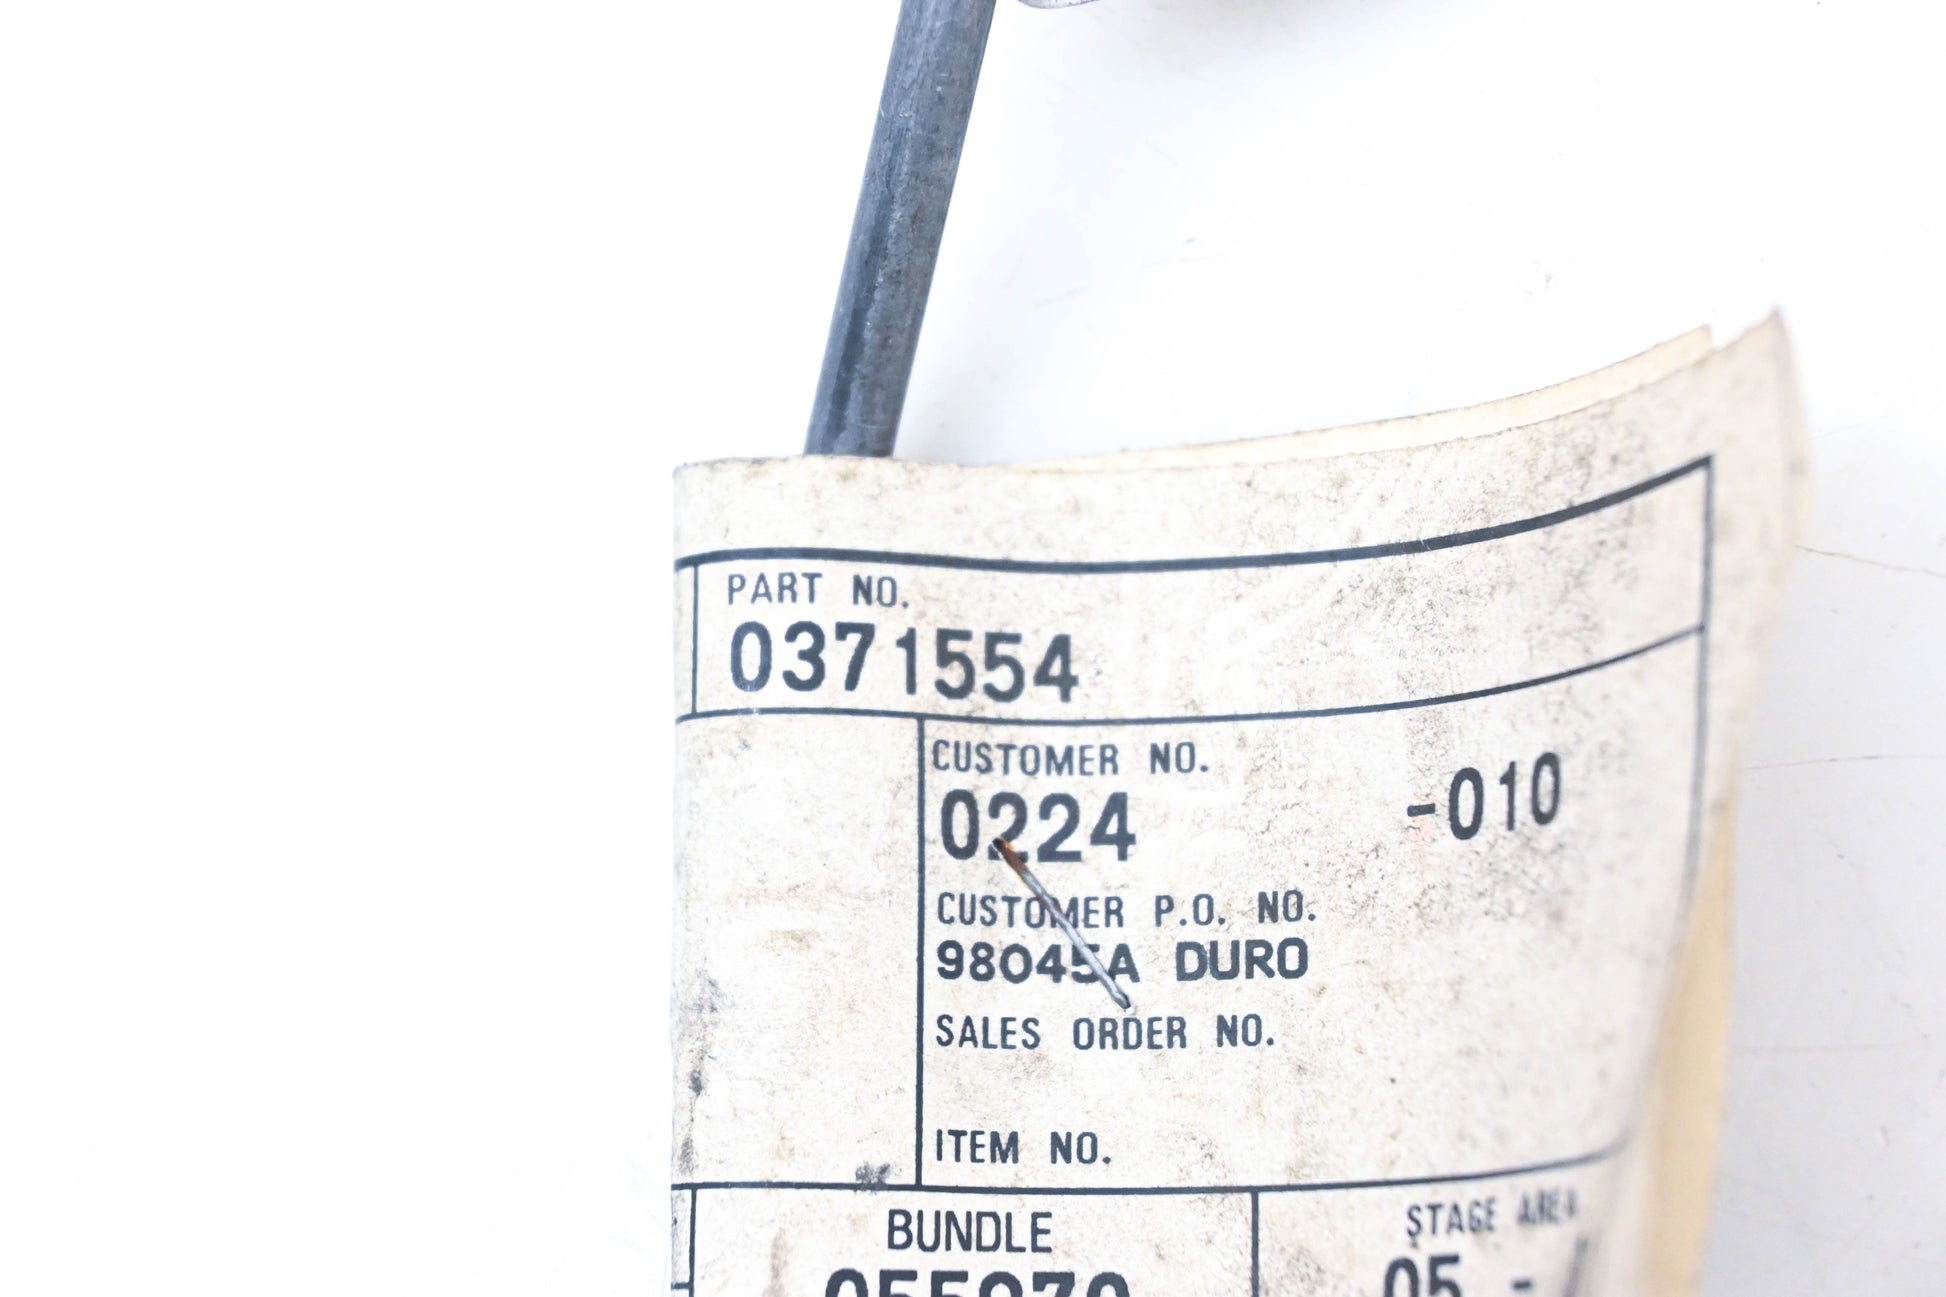 PART NO.
0371554
CUSTOMER NO.
0224 -010
CUSTOMER P.O. NO.
98045A DURO
SALES ORDER NO.
ITEM NO.
BUNDLE STAGE AREA
05 -